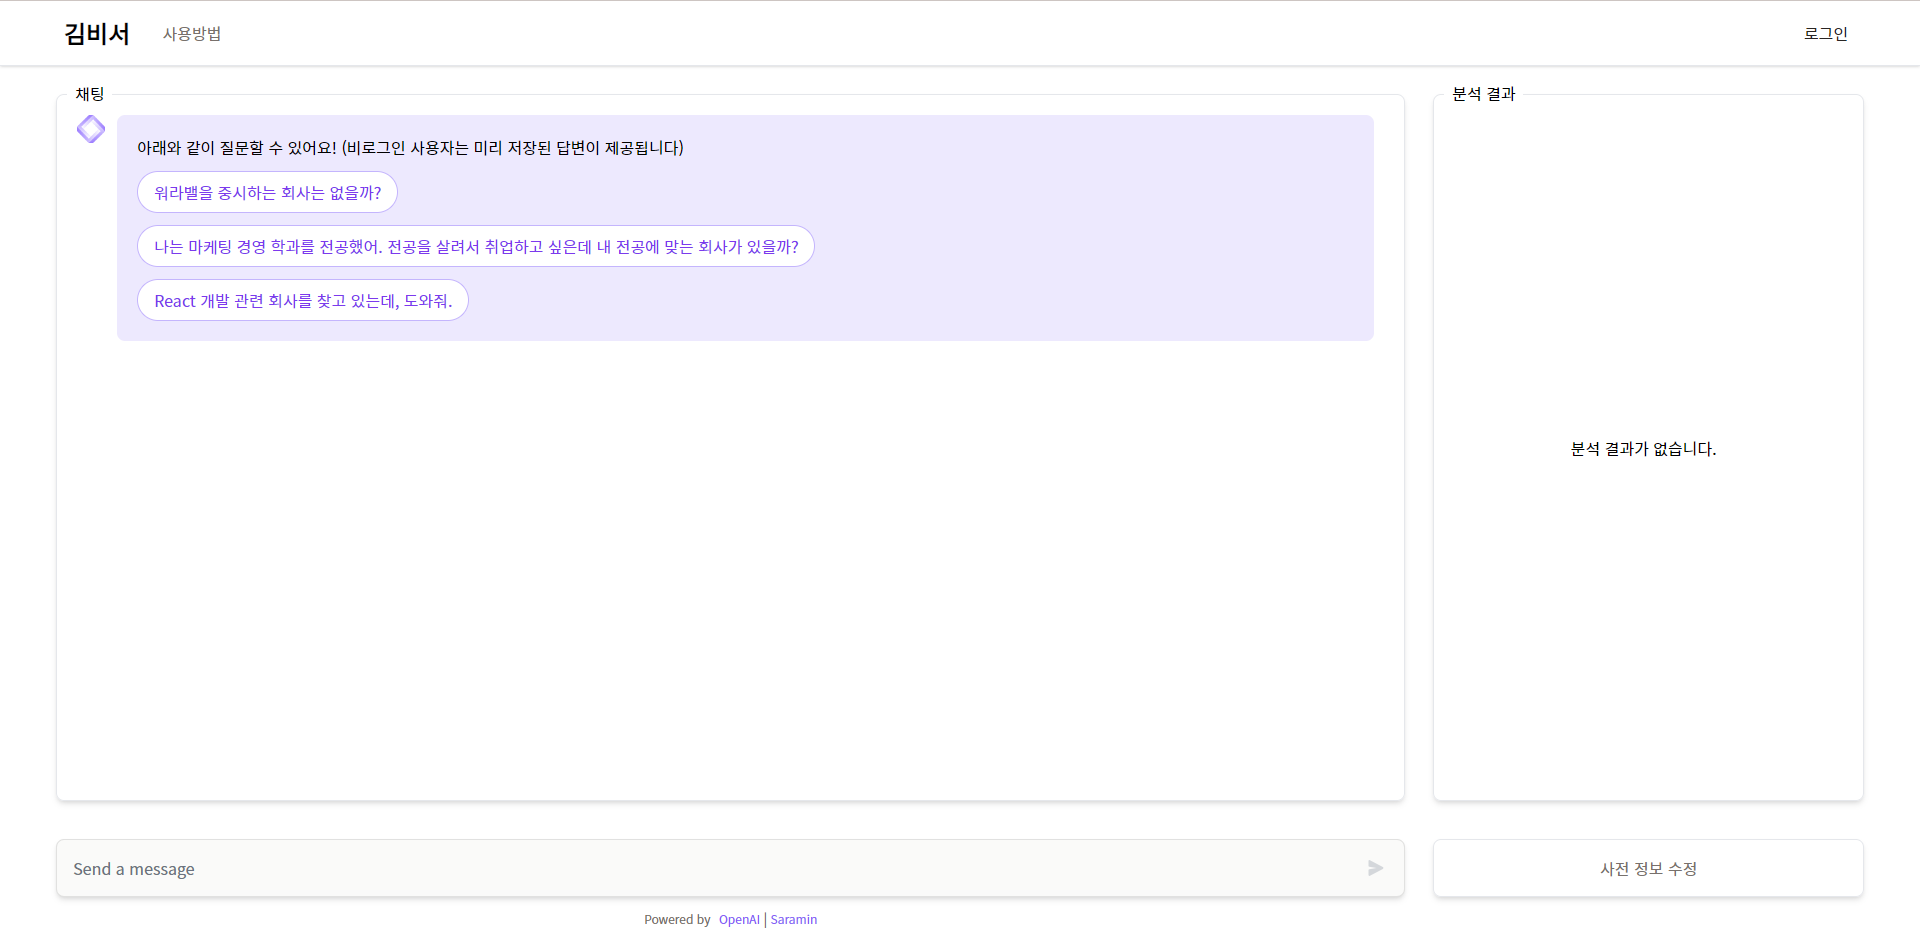 김비서
사용방법
로그인
채팅
아래와 같이 질문할 수 있어요! (비로그인 사용자는 미리 저장된 답변이 제공됩니다)
워라밸을 중시하는 회사는 없을까?
나는 마케팅 경영 학과를 전공했어. 전공을 살려서 취업하고 싶은데 내 전공에 맞는 회사가 있을까?
React 개발 관련 회사를 찾고 있는데, 도와줘.
분석 결과
분석 결과가 없습니다.
Send a message
사전 정보 수정
Powered by OpenAI | Saramin